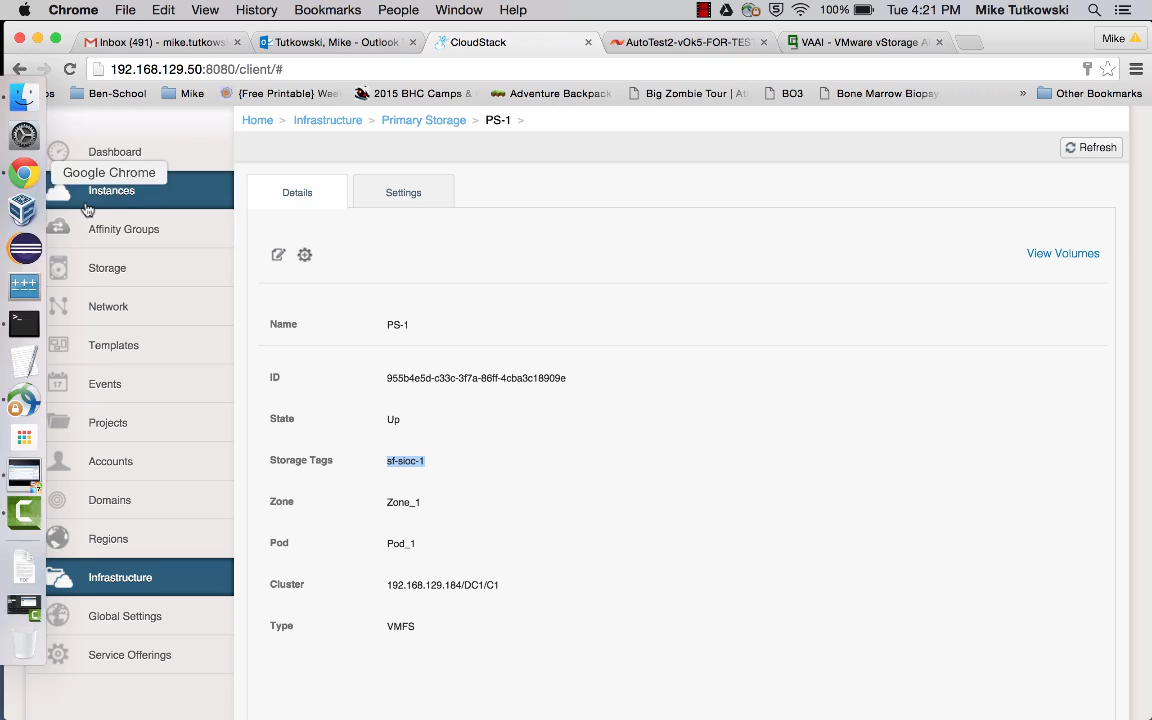 Chrome File Edit View History Bookmarks People Window Help 100% Tue 4:21 PM Mike Tutkowski
Inbox (491) - mike.tutkows Tutkowski, Mike - Outlook CloudStack AutoTest2-vOk5-FOR-TES VAAI - VMware vStorage A Mike
192.168.129.50:8080/client/#
ps Ben-School Mike {Free Printable} Wee 2015 BHC Camps & Adventure Backpack Big Zombie Tour | At BO3 Bone Marrow Biopsy » Other Bookmarks
Home > Infrastructure > Primary Storage > PS-1 >
Refresh
Dashboard
Google Chrome
Instances
Affinity Groups
Storage
Network
Templates
Events
17
Projects
Accounts
Domains
Regions
Infrastructure
Global Settings
Service Offerings
Details Settings
View Volumes
Name PS-1
ID 955b4e5d-c33c-3f7a-86ff-4cba3c18909e
State Up
Storage Tags sf-sioc-1
Zone Zone_1
Pod Pod_1
Cluster 192.168.129.184/DC1/C1
Type VMFS